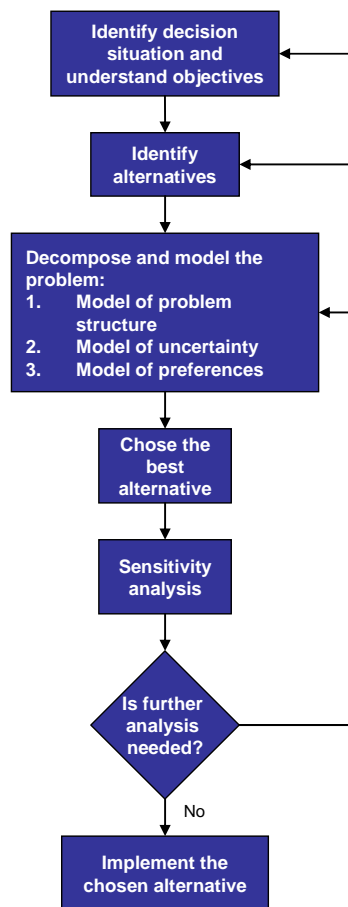 Identify decision
situation and
understand objectives
Identify
alternatives
Decompose and model the
problem:
1. Model of problem
structure
2. Model of uncertainty
3. Model of preferences
Chose the
best
alternative
Sensitivity
analysis
Is further
analysis
needed?
No
Implement the
chosen alternative